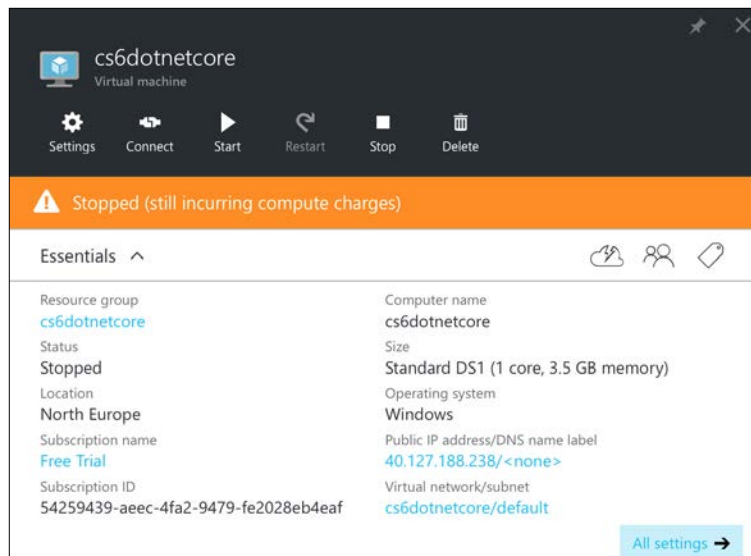 cs6dotnetcore
Virtual machine
Settings Connect Start Restart Stop Delete
Stopped (still incurring compute charges)
Essentials
Resource group
cs6dotnetcore
Status
Stopped
Location
North Europe
Subscription name
Free Trial
Subscription ID
54259439-aeec-4fa2-9479-fe2028eb4eaf
Computer name
cs6dotnetcore
Size
Standard DS1 (1 core, 3.5 GB memory)
Operating system
Windows
Public IP address/DNS name label
40.127.188.238/<none>
Virtual network/subnet
cs6dotnetcore/default
All settings →